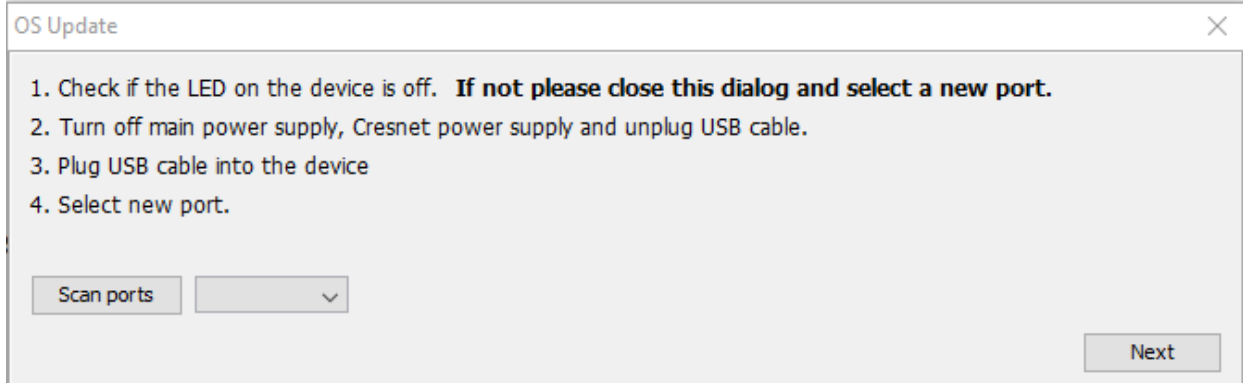 OS Update
1. Check if the LED on the device is off. If not please close this dialog and select a new port.
2. Turn off main power supply, Cresnet power supply and unplug USB cable.
3. Plug USB cable into the device
4. Select new port.
Scan ports
Next